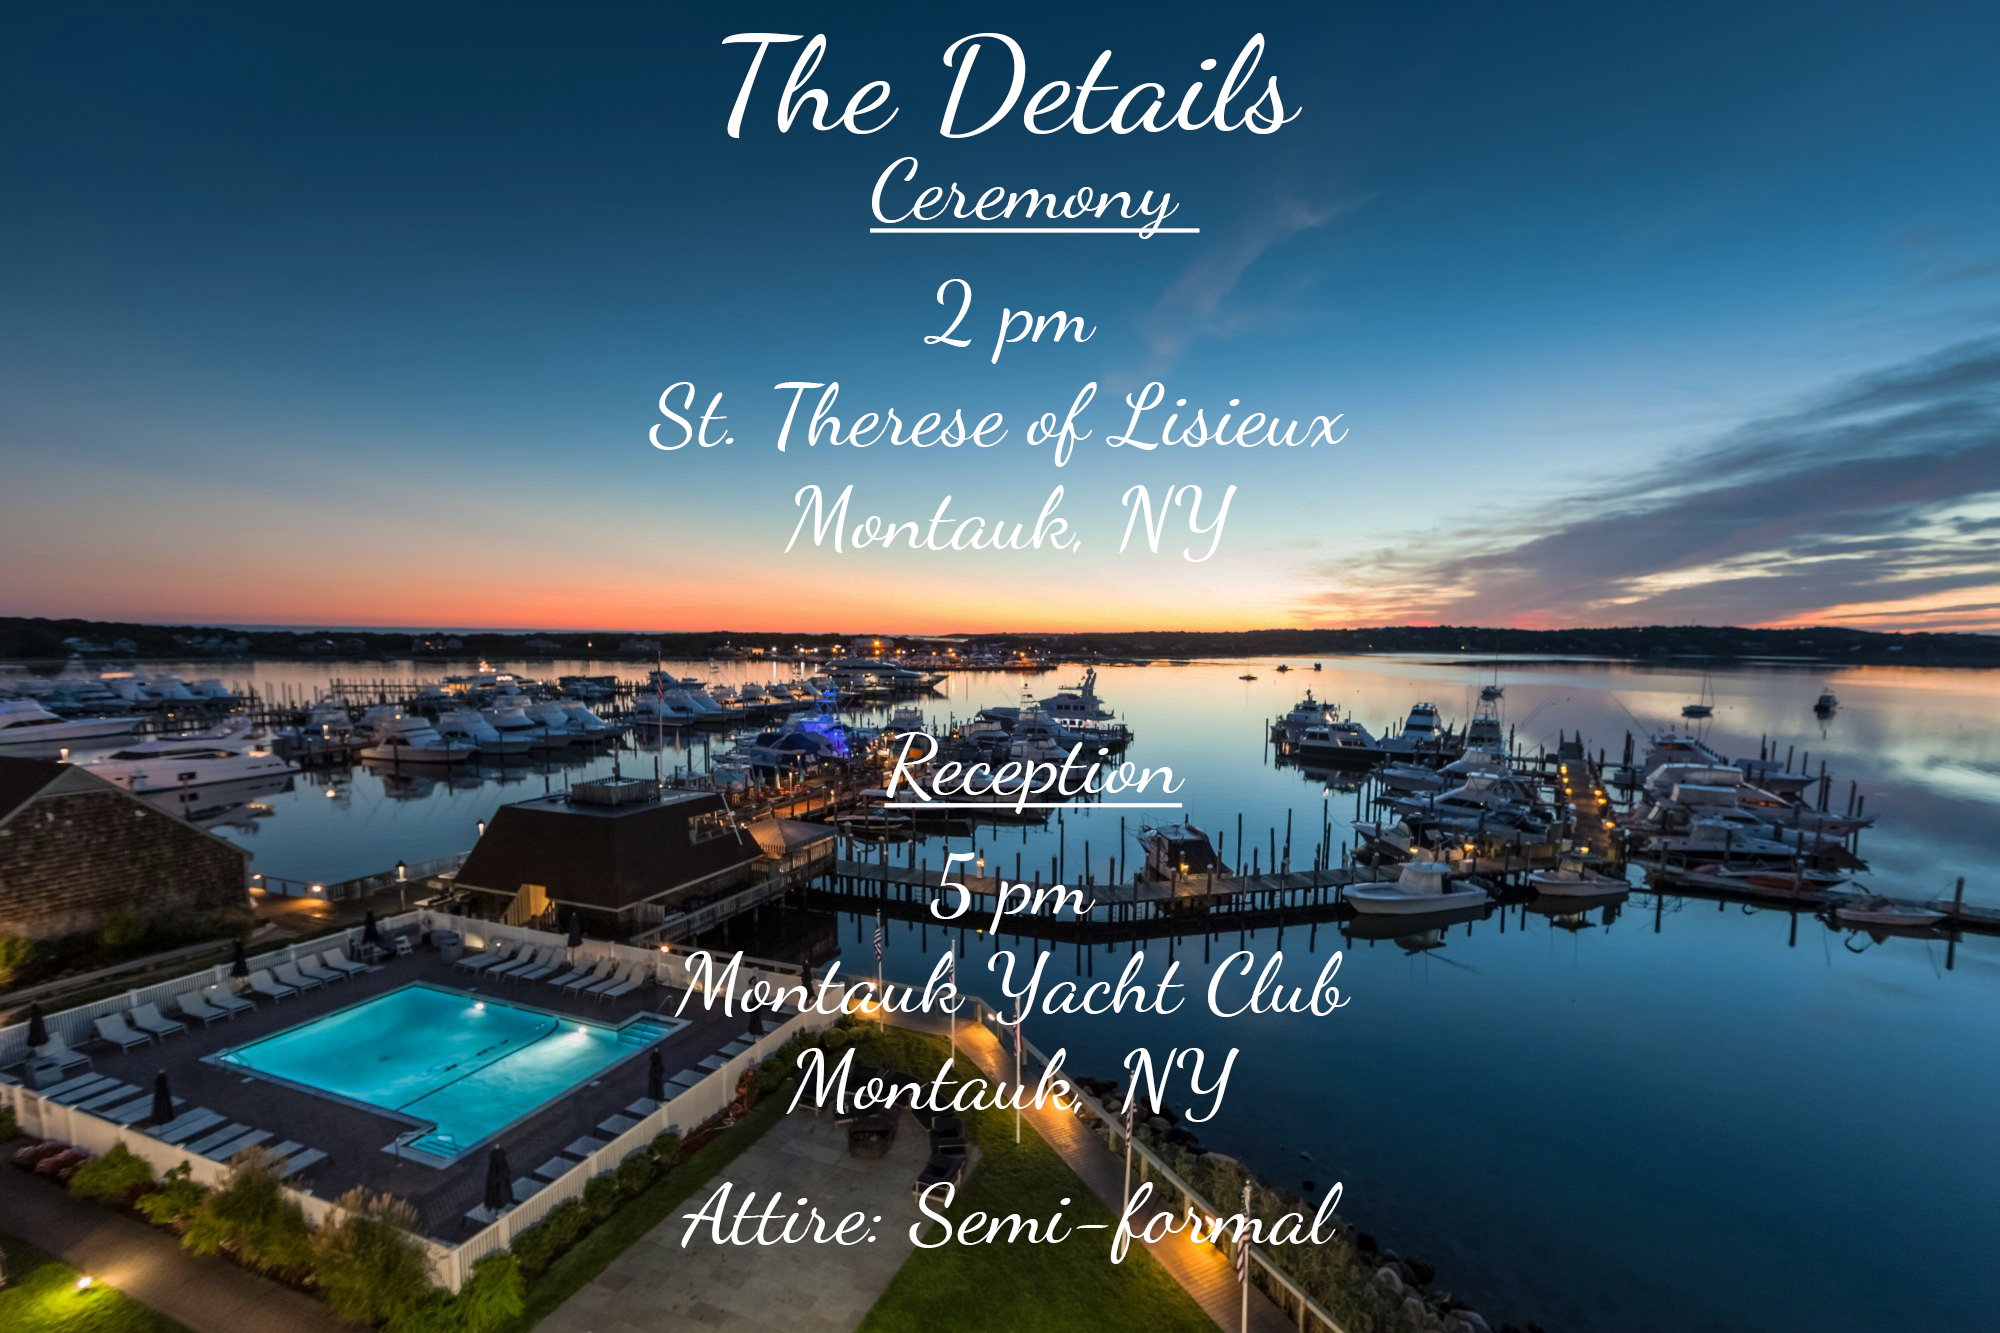 The Details
Ceremony
2 pm
St. Therese of Lisieux
Montauk, NY
Reception
5 pm
Montauk Yacht Club
Montauk, NY
Attire: Semi-formal